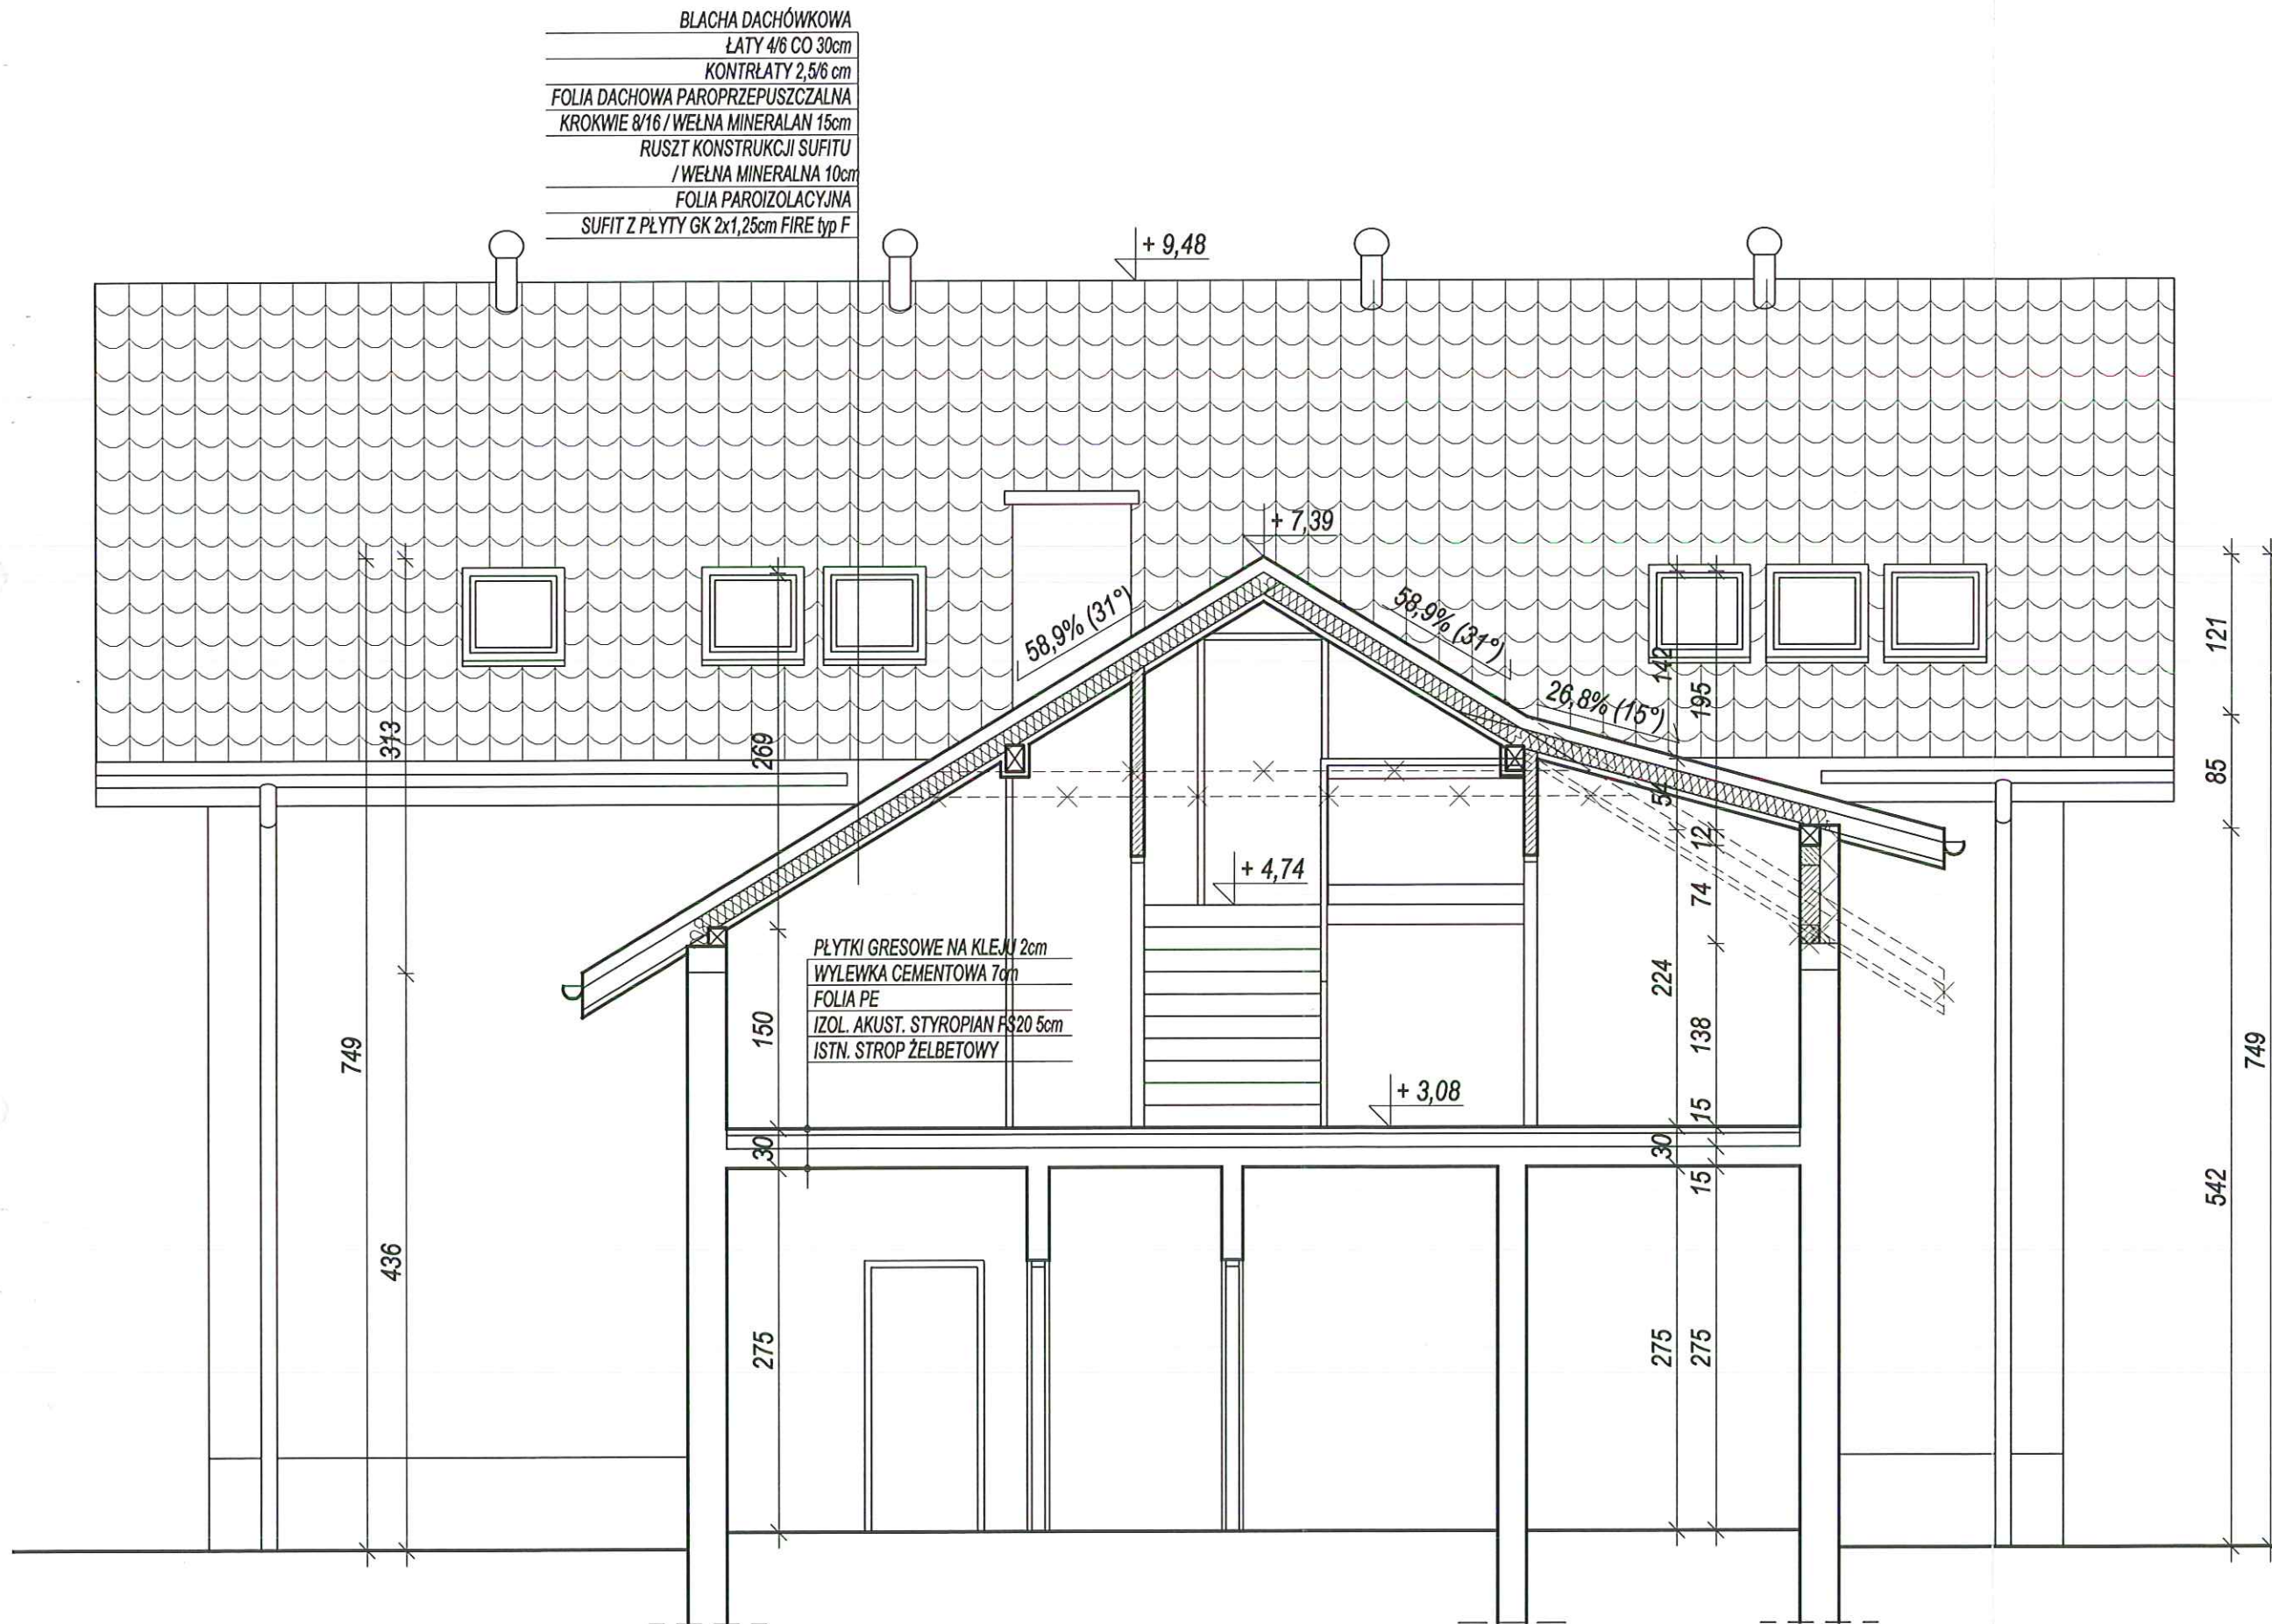 BLACHA DACHÓWKOWA
ŁATY 4/6 CO 30cm
KONTRŁATY 2,5/6 cm
FOLIA DACHOWA PAROPRZEPUSZCZALNA
KROKWIE 8/16 / WEŁNA MINERALAN 15cm
RUSZT KONSTRUKCJI SUFITU
/ WEŁNA MINERALNA 10cm
FOLIA PAROIZOLACYJNA
SUFIT Z PŁYTY GK 2x1,25cm FIRE typ F
+ 9,48
+ 7,39
58,9% (31°)
58,9% (31°)
26,8% (15°)
313
269
142
195
121
85
54
12
74
+ 4,74
PŁYTKI GRESOWE NA KLEJU 2cm
WYLEWKA CEMENTOWA 7cm
FOLIA PE
IZOL. AKUST. STYROPIAN FS20 5cm
ISTN. STROP ŻELBETOWY
749
150
224
138
749
+ 3,08
15
30
30
15
542
436
275
275
275